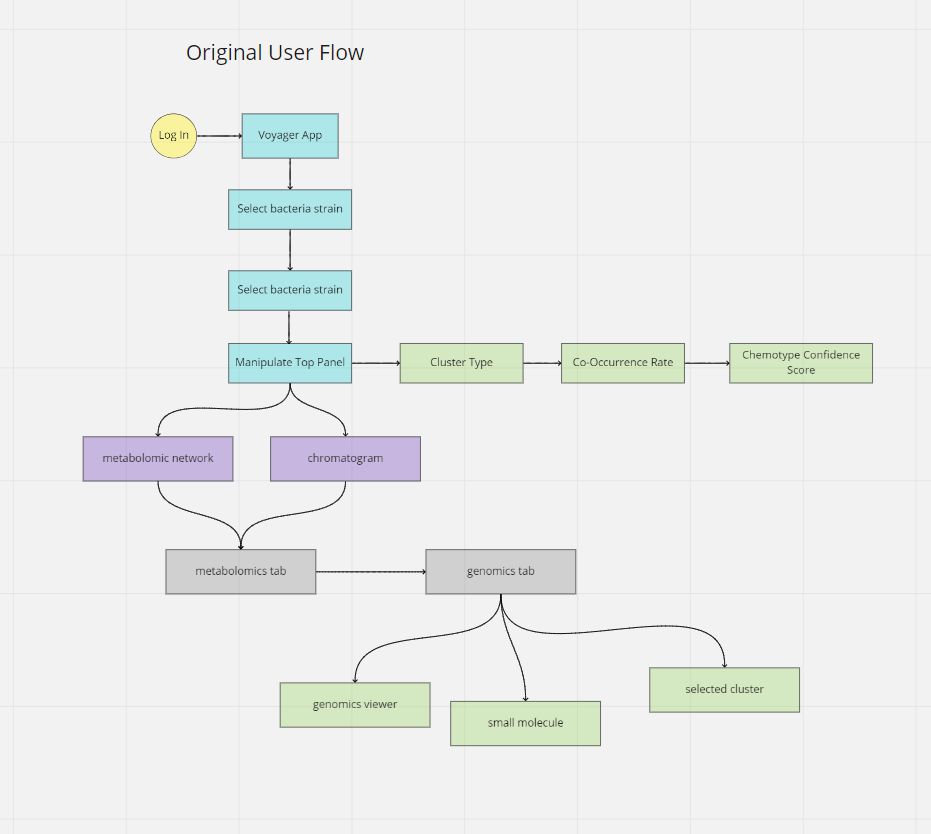 Original User Flow
Log In
Voyager App
Select bacteria strain
Select bacteria strain
Manipulate Top Panel
Cluster Type
Co-Occurrence Rate
Chemotype Confidence
Score
metabolomic network
chromatogram
metabolomics tab
genomics tab
genomics viewer
small molecule
selected cluster